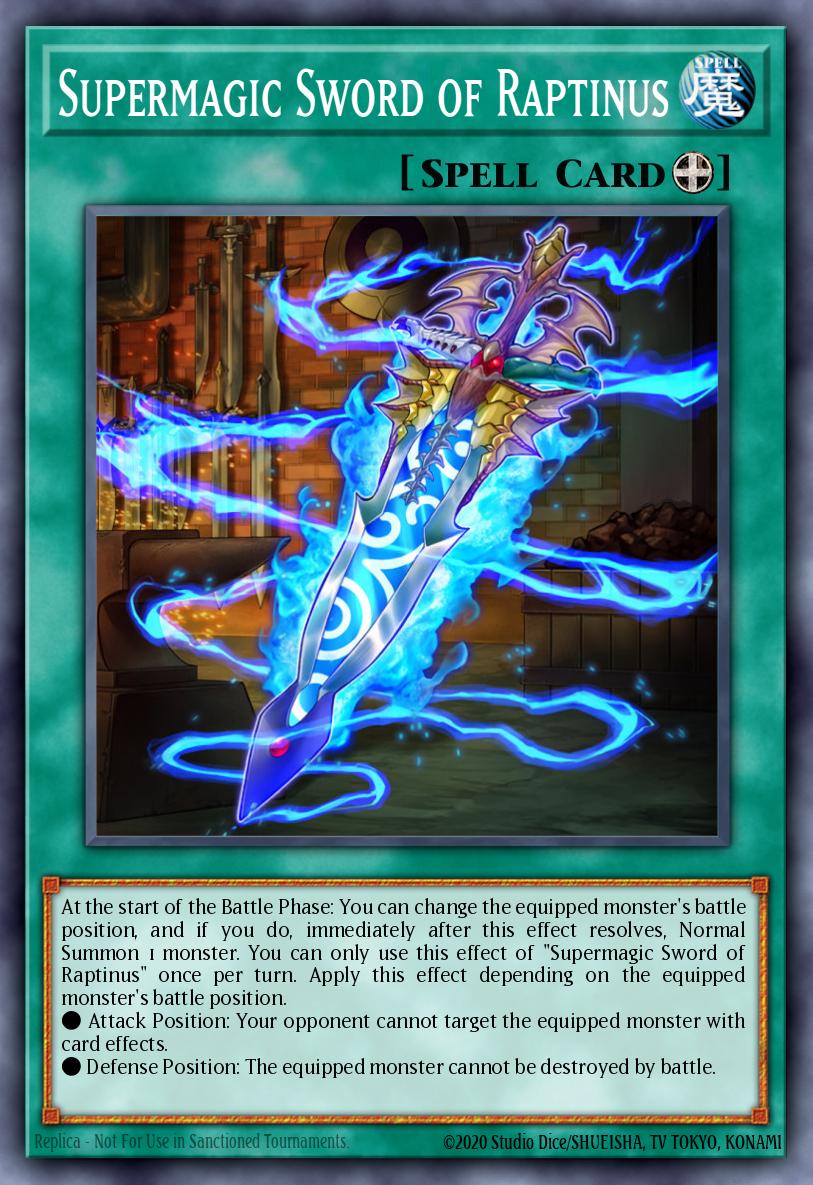 Supermagic Sword of Raptinus
SPELL
魔
[Spell Card]
At the start of the Battle Phase: You can change the equipped monster's battle
position, and if you do, immediately after this effect resolves, Normal
Summon 1 monster. You can only use this effect of "Supermagic Sword of
Raptinus" once per turn. Apply this effect depending on the equipped
monster's battle position.
● Attack Position: Your opponent cannot target the equipped monster with
card effects.
● Defense Position: The equipped monster cannot be destroyed by battle.
Replica - Not For Use in Sanctioned Tournaments.
©2020 Studio Dice/SHUEISHA, TV TOKYO, KONAMI